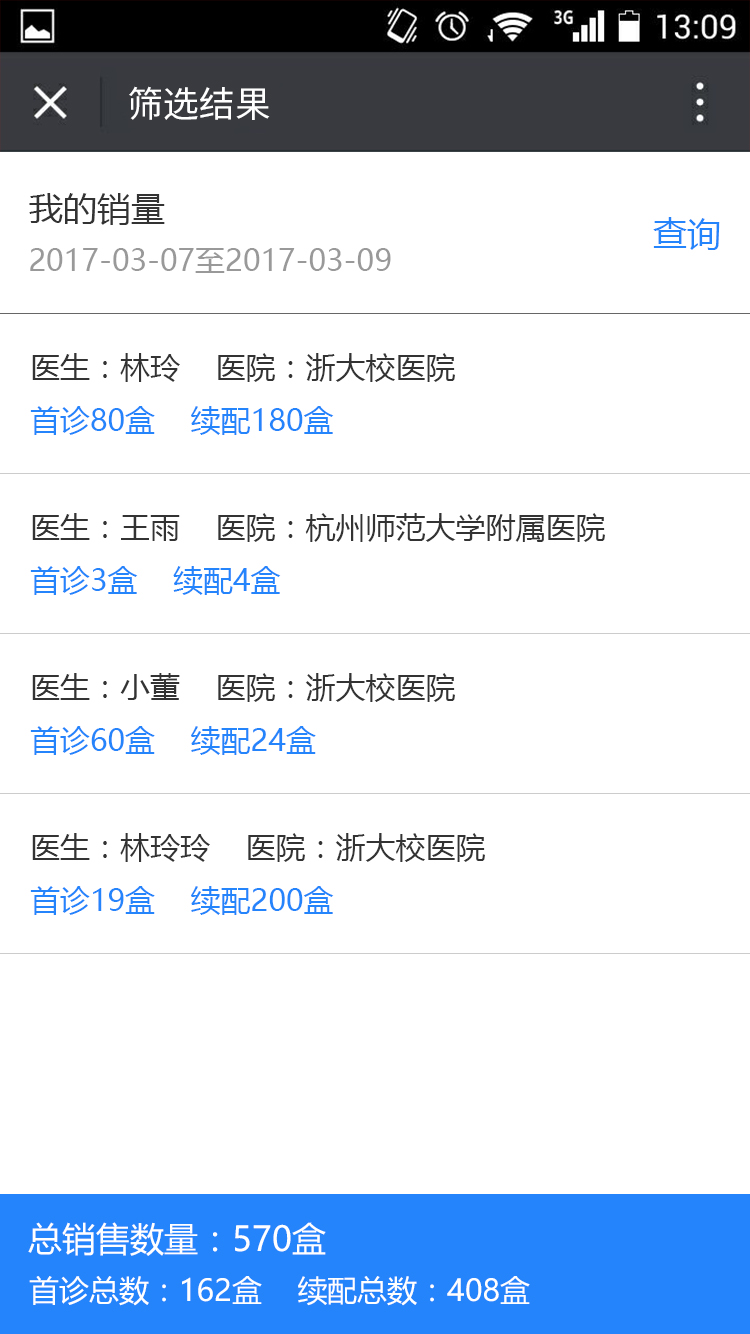 3G 13:09
筛选结果
我的销量
查询
2017-03-07至2017-03-09
医生：林玲 医院：浙大校医院
首诊80盒 续配180盒
医生：王雨 医院：杭州师范大学附属医院
首诊3盒 续配4盒
医生：小董 医院：浙大校医院
首诊60盒 续配24盒
医生：林玲玲 医院：浙大校医院
首诊19盒 续配200盒
总销售数量：570盒
首诊总数：162盒 续配总数：408盒